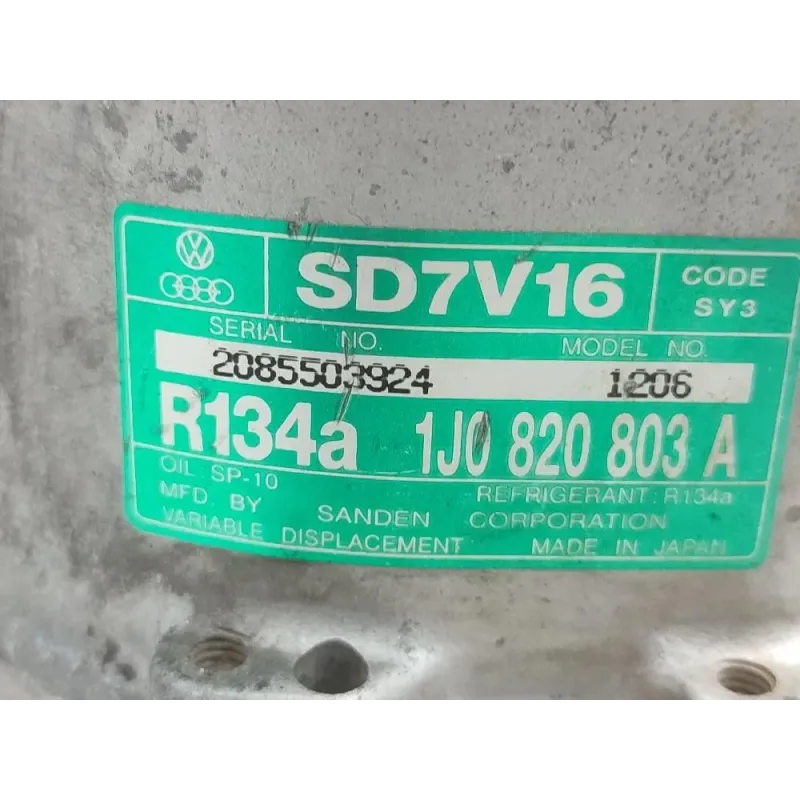 VW SD7V16 CODE
SY3
SERIAL NO. MODEL NO.
2085503924 1206
R134a 1J0 820 803 A
OIL SP-10 REFRIGERANT: R134a
MFD. BY SANDEN CORPORATION
VARIABLE DISPLACEMENT MADE IN JAPAN